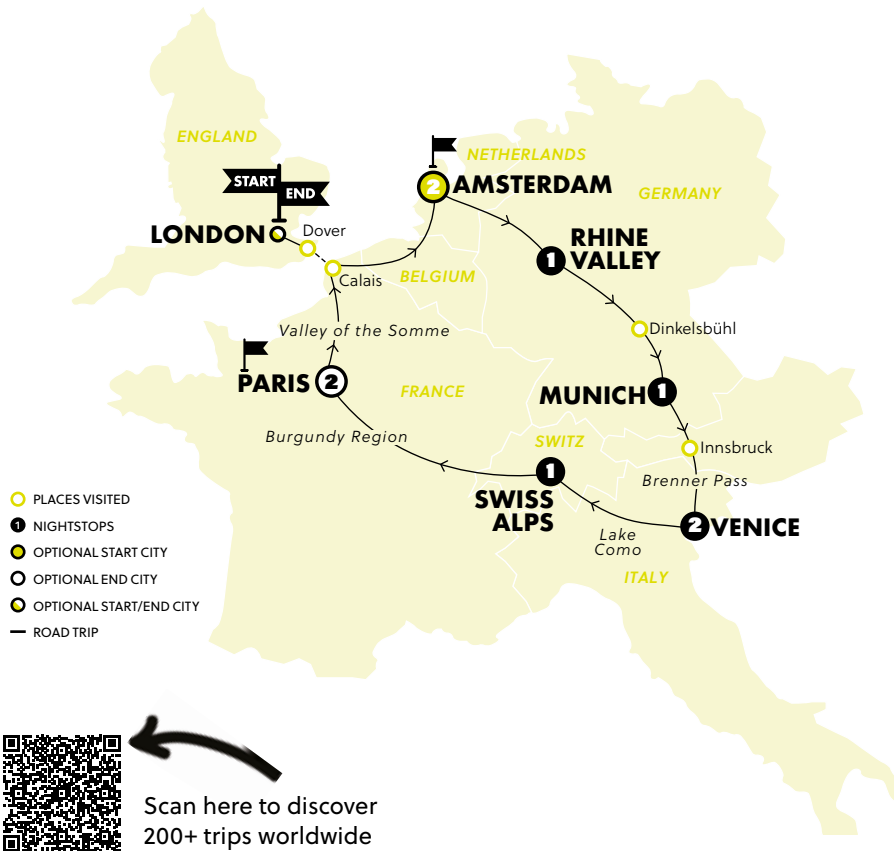 ENGLAND
NETHERLANDS
START
END
2
AMSTERDAM
GERMANY
LONDON
Dover
1
RHINE
VALLEY
Calais
BELGIUM
Valley of the Somme
Dinkelsbühl
PARIS
2
FRANCE
MUNICH
1
Burgundy Region
SWITZ
Innsbruck
1
Brenner Pass
SWISS
ALPS
Lake
Como
2
VENICE
ITALY
PLACES VISITED
1 NIGHTSTOPS
OPTIONAL START CITY
OPTIONAL END CITY
OPTIONAL START/END CITY
ROAD TRIP
Scan here to discover
200+ trips worldwide